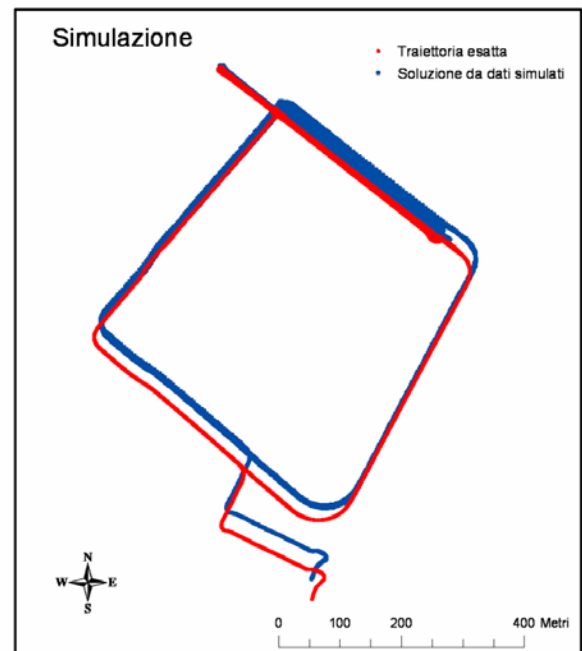 Simulazione
Traiettoria esatta
Soluzione da dati simulati
N
W E
S
0 100 200 400 Metri